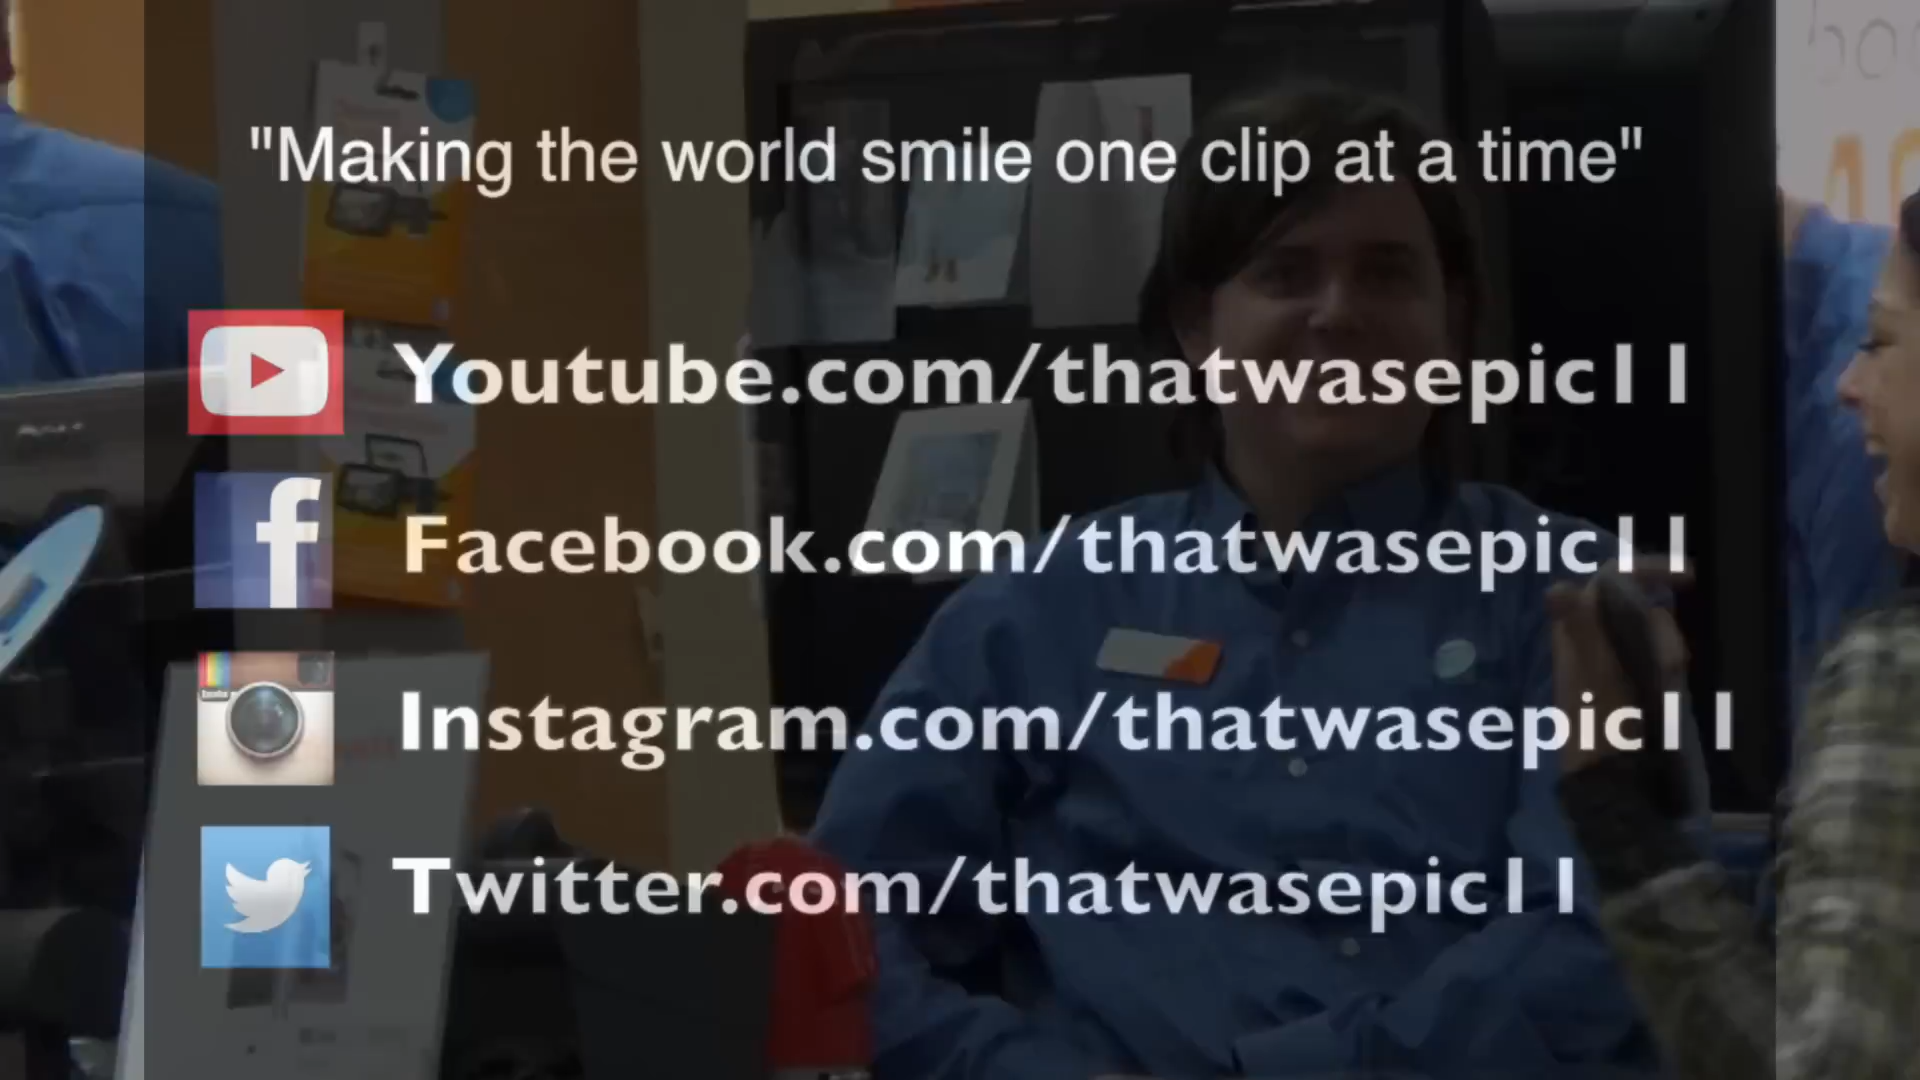 "Making the world smile one clip at a time"
Youtube.com/thatwasepic11
Facebook.com/thatwasepic11
Instagram.com/thatwasepic11
Twitter.com/thatwasepic11